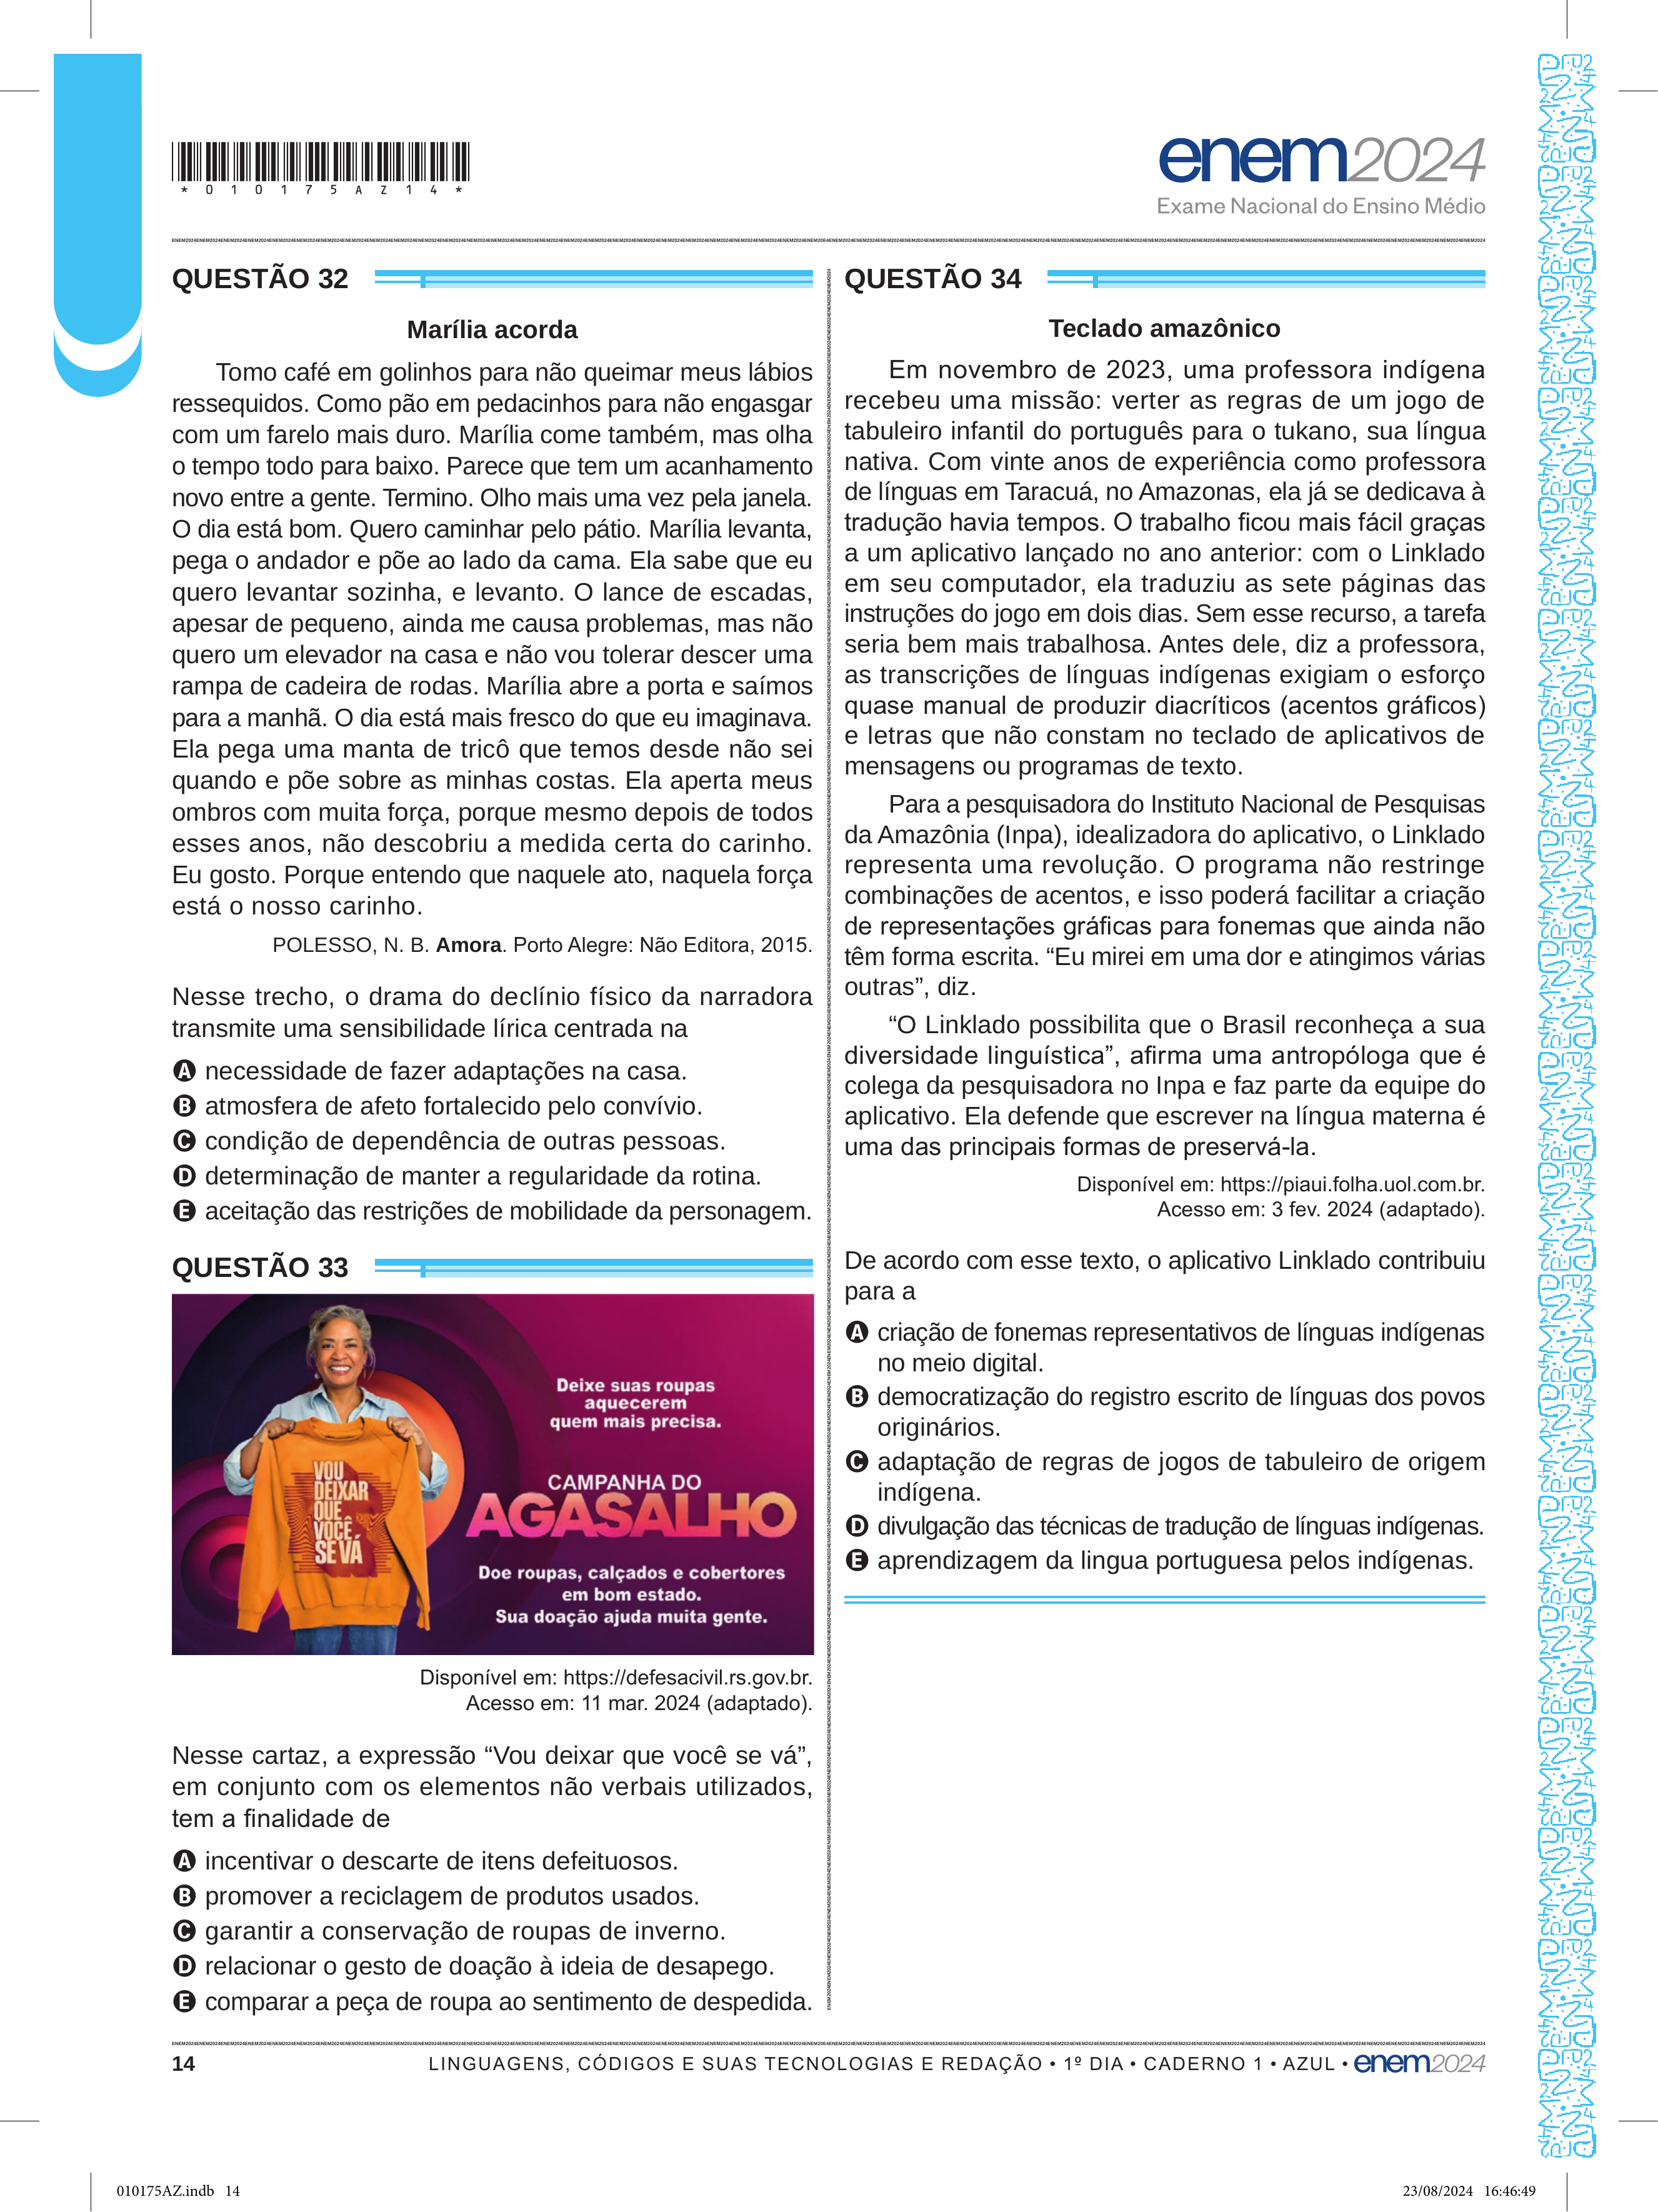 *010175AZ14*
enem2024
Exame Nacional do Ensino Médio
QUESTÃO 32
Marília acorda
Tomo café em golinhos para não queimar meus lábios
ressequidos. Como pão em pedacinhos para não engasgar
com um farelo mais duro. Marília come também, mas olha
o tempo todo para baixo. Parece que tem um acanhamento
novo entre a gente. Termino. Olho mais uma vez pela janela.
O dia está bom. Quero caminhar pelo pátio. Marília levanta,
pega o andador e põe ao lado da cama. Ela sabe que eu
quero levantar sozinha, e levanto. O lance de escadas,
apesar de pequeno, ainda me causa problemas, mas não
quero um elevador na casa e não vou tolerar descer uma
rampa de cadeira de rodas. Marília abre a porta e saímos
para a manhã. O dia está mais fresco do que eu imaginava.
Ela pega uma manta de tricô que temos desde não sei
quando e põe sobre as minhas costas. Ela aperta meus
ombros com muita força, porque mesmo depois de todos
esses anos, não descobriu a medida certa do carinho.
Eu gosto. Porque entendo que naquele ato, naquela força
está o nosso carinho.
POLESSO, N. B. Amora. Porto Alegre: Não Editora, 2015.
Nesse trecho, o drama do declínio físico da narradora
transmite uma sensibilidade lírica centrada na
A necessidade de fazer adaptações na casa.
B atmosfera de afeto fortalecido pelo convívio.
C condição de dependência de outras pessoas.
D determinação de manter a regularidade da rotina.
E aceitação das restrições de mobilidade da personagem.
QUESTÃO 33
VOU
DEIXAR
QUE
VOCÊ
SE VÁ
Deixe suas roupas
aquecerem
quem mais precisa.
CAMPANHA DO
AGASALHO
Doe roupas, calçados e cobertores
em bom estado.
Sua doação ajuda muita gente.
Disponível em: https://defesacivil.rs.gov.br.
Acesso em: 11 mar. 2024 (adaptado).
Nesse cartaz, a expressão “Vou deixar que você se vá”,
em conjunto com os elementos não verbais utilizados,
tem a finalidade de
A incentivar o descarte de itens defeituosos.
B promover a reciclagem de produtos usados.
C garantir a conservação de roupas de inverno.
D relacionar o gesto de doação à ideia de desapego.
E comparar a peça de roupa ao sentimento de despedida.
QUESTÃO 34
Teclado amazônico
Em novembro de 2023, uma professora indígena
recebeu uma missão: verter as regras de um jogo de
tabuleiro infantil do português para o tukano, sua língua
nativa. Com vinte anos de experiência como professora
de línguas em Taracuá, no Amazonas, ela já se dedicava à
tradução havia tempos. O trabalho ficou mais fácil graças
a um aplicativo lançado no ano anterior: com o Linklado
em seu computador, ela traduziu as sete páginas das
instruções do jogo em dois dias. Sem esse recurso, a tarefa
seria bem mais trabalhosa. Antes dele, diz a professora,
as transcrições de línguas indígenas exigiam o esforço
quase manual de produzir diacríticos (acentos gráficos)
e letras que não constam no teclado de aplicativos de
mensagens ou programas de texto.
Para a pesquisadora do Instituto Nacional de Pesquisas
da Amazônia (Inpa), idealizadora do aplicativo, o Linklado
representa uma revolução. O programa não restringe
combinações de acentos, e isso poderá facilitar a criação
de representações gráficas para fonemas que ainda não
têm forma escrita. “Eu mirei em uma dor e atingimos várias
outras”, diz.
“O Linklado possibilita que o Brasil reconheça a sua
diversidade linguística”, afirma uma antropóloga que é
colega da pesquisadora no Inpa e faz parte da equipe do
aplicativo. Ela defende que escrever na língua materna é
uma das principais formas de preservá-la.
Disponível em: https://piaui.folha.uol.com.br.
Acesso em: 3 fev. 2024 (adaptado).
De acordo com esse texto, o aplicativo Linklado contribuiu
para a
A criação de fonemas representativos de línguas indígenas
no meio digital.
B democratização do registro escrito de línguas dos povos
originários.
C adaptação de regras de jogos de tabuleiro de origem
indígena.
D divulgação das técnicas de tradução de línguas indígenas.
E aprendizagem da lingua portuguesa pelos indígenas.
14
LINGUAGENS, CÓDIGOS E SUAS TECNOLOGIAS E REDAÇÃO • 1º DIA • CADERNO 1 • AZUL • enem2024
010175AZ.indb 14
23/08/2024 16:46:49